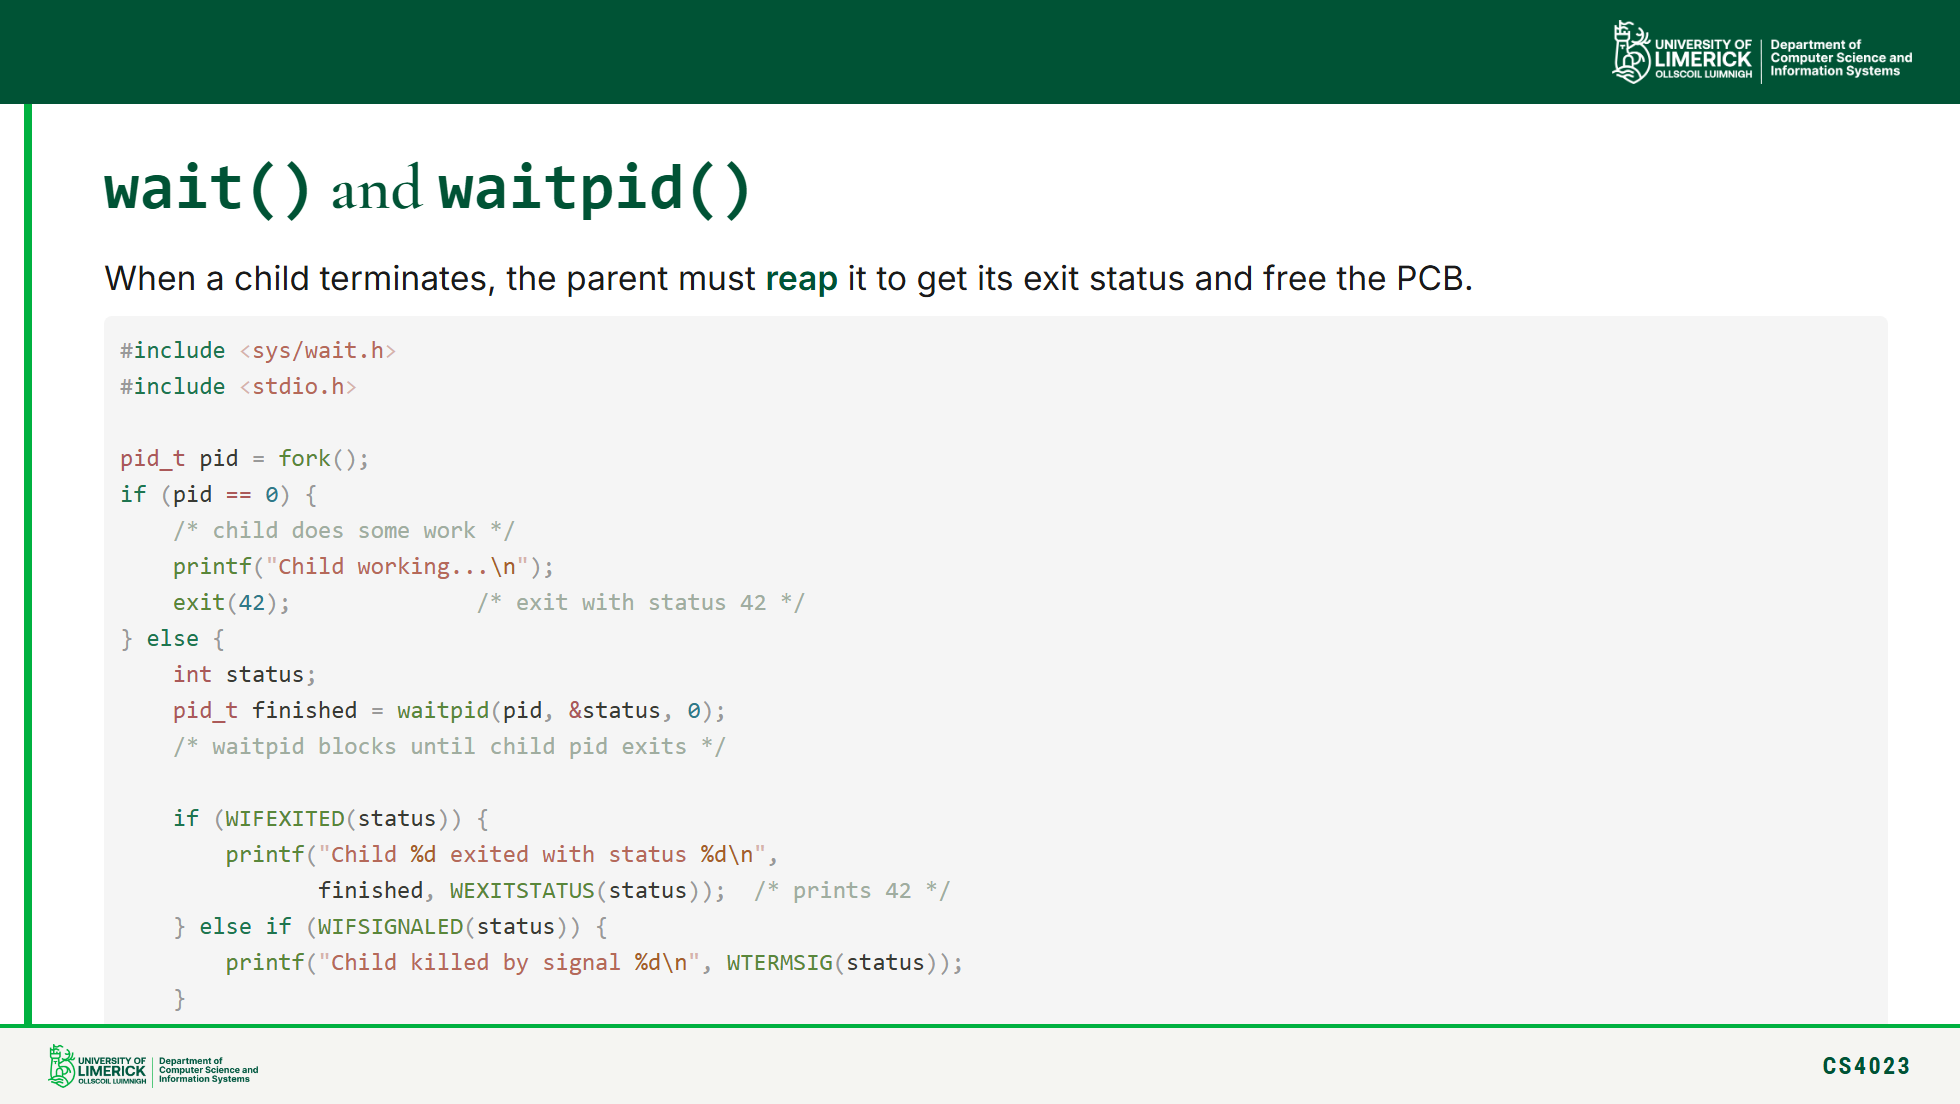 UNIVERSITY OF
LIMERICK
OLLSCOIL LUIMNIGH
Department of
Computer Science and
Information Systems
wait() and waitpid()
When a child terminates, the parent must reap it to get its exit status and free the PCB.
#include <sys/wait.h>
#include <stdio.h>
pid_t pid = fork();
if (pid == 0) {
    /* child does some work */
    printf("Child working...\n");
    exit(42);              /* exit with status 42 */
} else {
    int status;
    pid_t finished = waitpid(pid, &status, 0);
    /* waitpid blocks until child pid exits */
    if (WIFEXITED(status)) {
        printf("Child %d exited with status %d\n",
               finished, WEXITSTATUS(status));  /* prints 42 */
    } else if (WIFSIGNALED(status)) {
        printf("Child killed by signal %d\n", WTERMSIG(status));
    }
UNIVERSITY OF
LIMERICK
OLLSCOIL LUIMNIGH
Department of
Computer Science and
Information Systems
CS4023